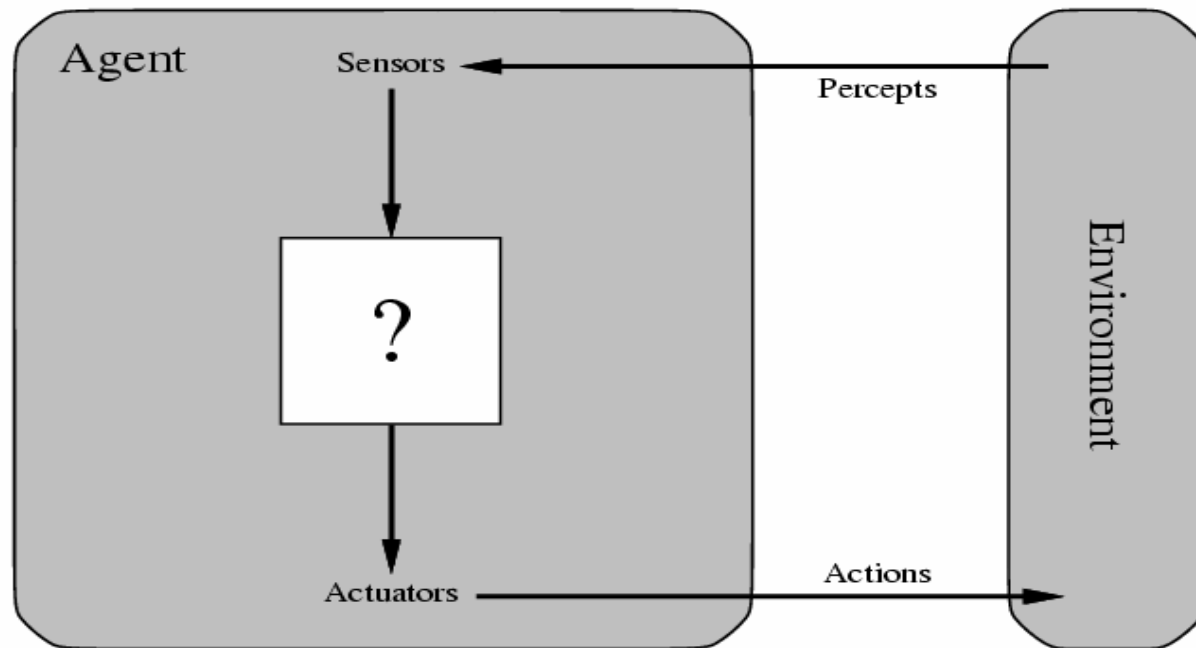 Agent
Sensors
Percepts
?
Environment
Actuators
Actions